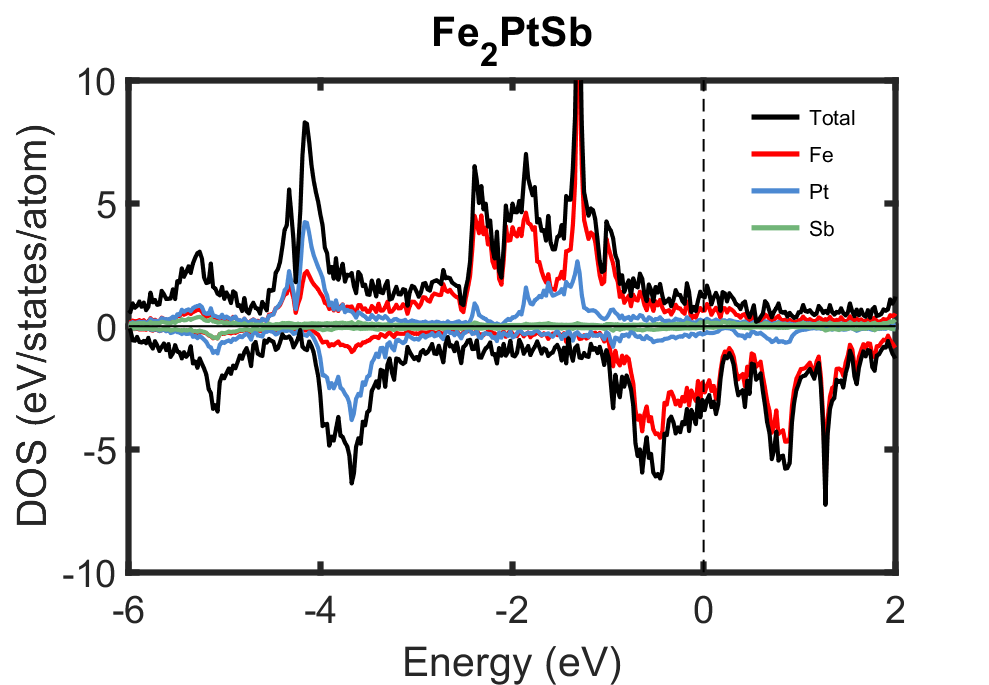 Fe₂PtSb
10
5
0
-5
-10
DOS (eV/states/atom)
Total
Fe
Pt
Sb
-6 -4 -2 0 2
Energy (eV)